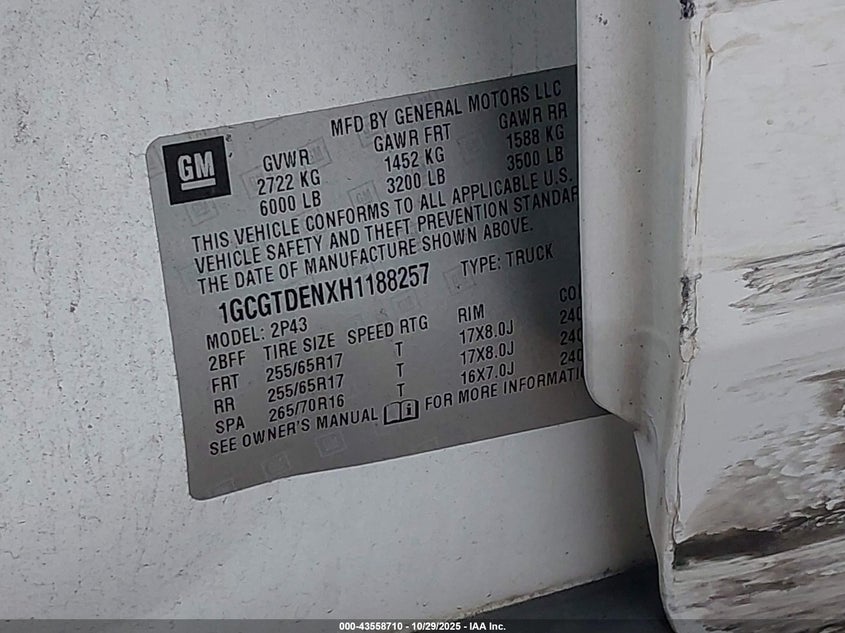 MFD BY GENERAL MOTORS LLC
GM
GVWR GAWR FRT GAWR RR
2722 KG 1452 KG 1588 KG
6000 LB 3200 LB 3500 LB
THIS VEHICLE CONFORMS TO ALL APPLICABLE U.S.
VEHICLE SAFETY AND THEFT PREVENTION STANDAR
THE DATE OF MANUFACTURE SHOWN ABOVE.
1GCGTDENXH1188257 TYPE: TRUCK
MODEL: 2P43
2BFF TIRE SIZE SPEED RTG RIM CO
FRT 255/65R17 T 17X8.0J 240
RR 255/65R17 T 17X8.0J 240
SPA 265/70R16 T 16X7.0J 240
SEE OWNER'S MANUAL FOR MORE INFORMATI
000-43558710 - 10/29/2025 - IAA Inc.